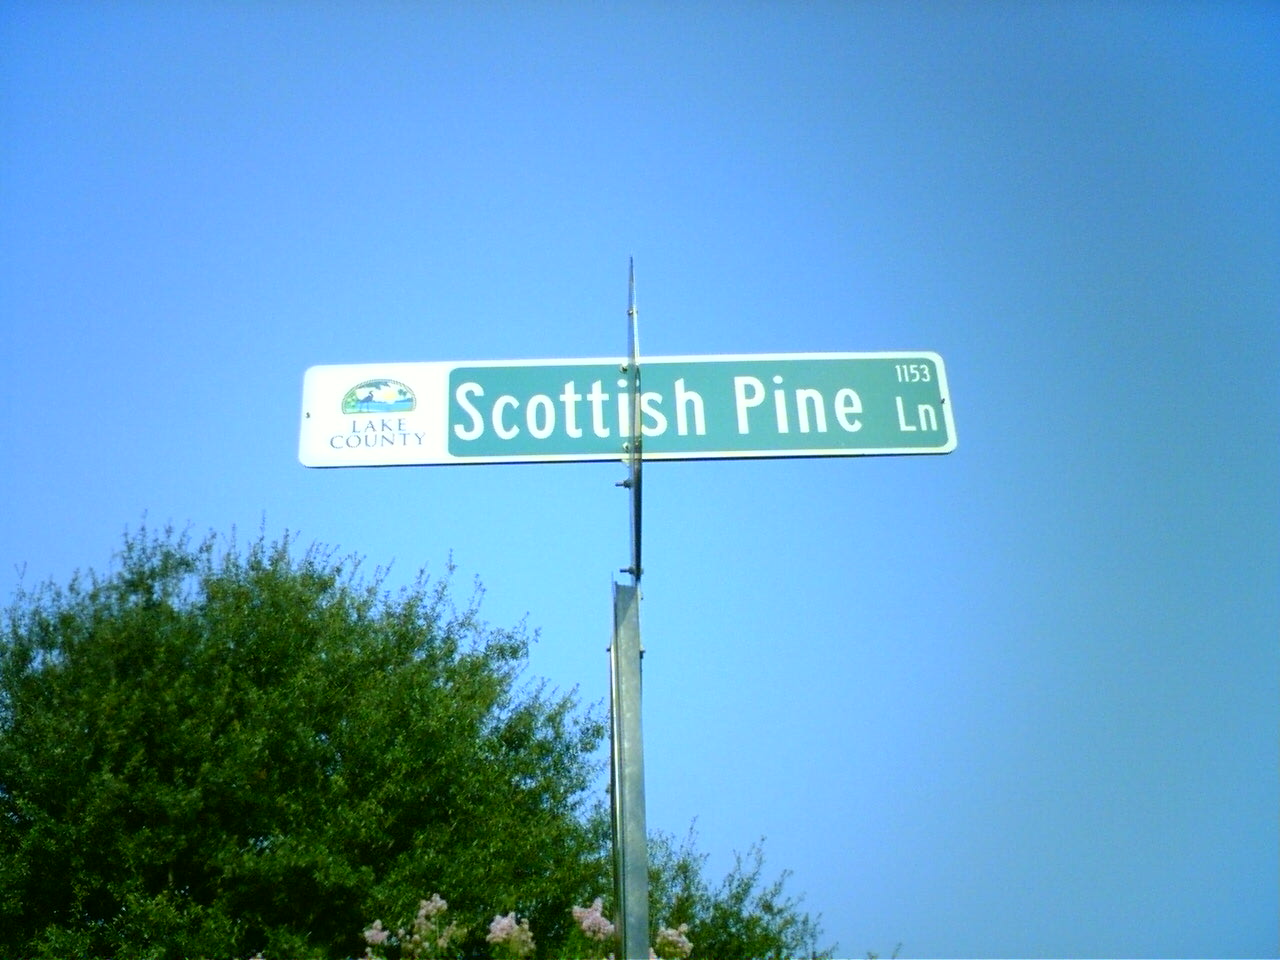 LAKE
COUNTY
Scottish Pine
1153
Ln